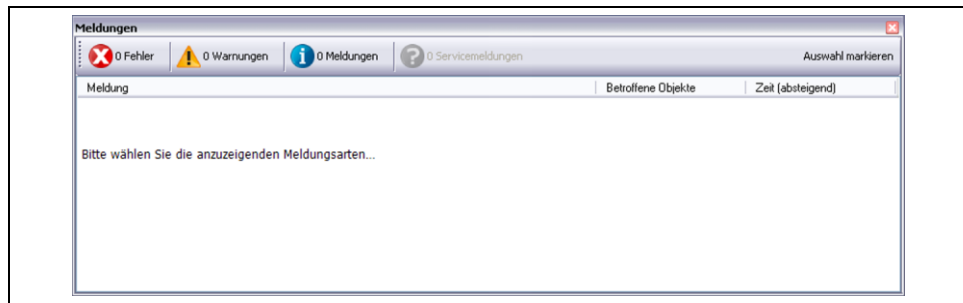 Meldungen
0 Fehler 0 Warnungen 0 Meldungen 0 Servicemeldungen Auswahl markieren
Meldung Betroffene Objekte Zeit (absteigend)
Bitte wählen Sie die anzuzeigenden Meldungsarten...